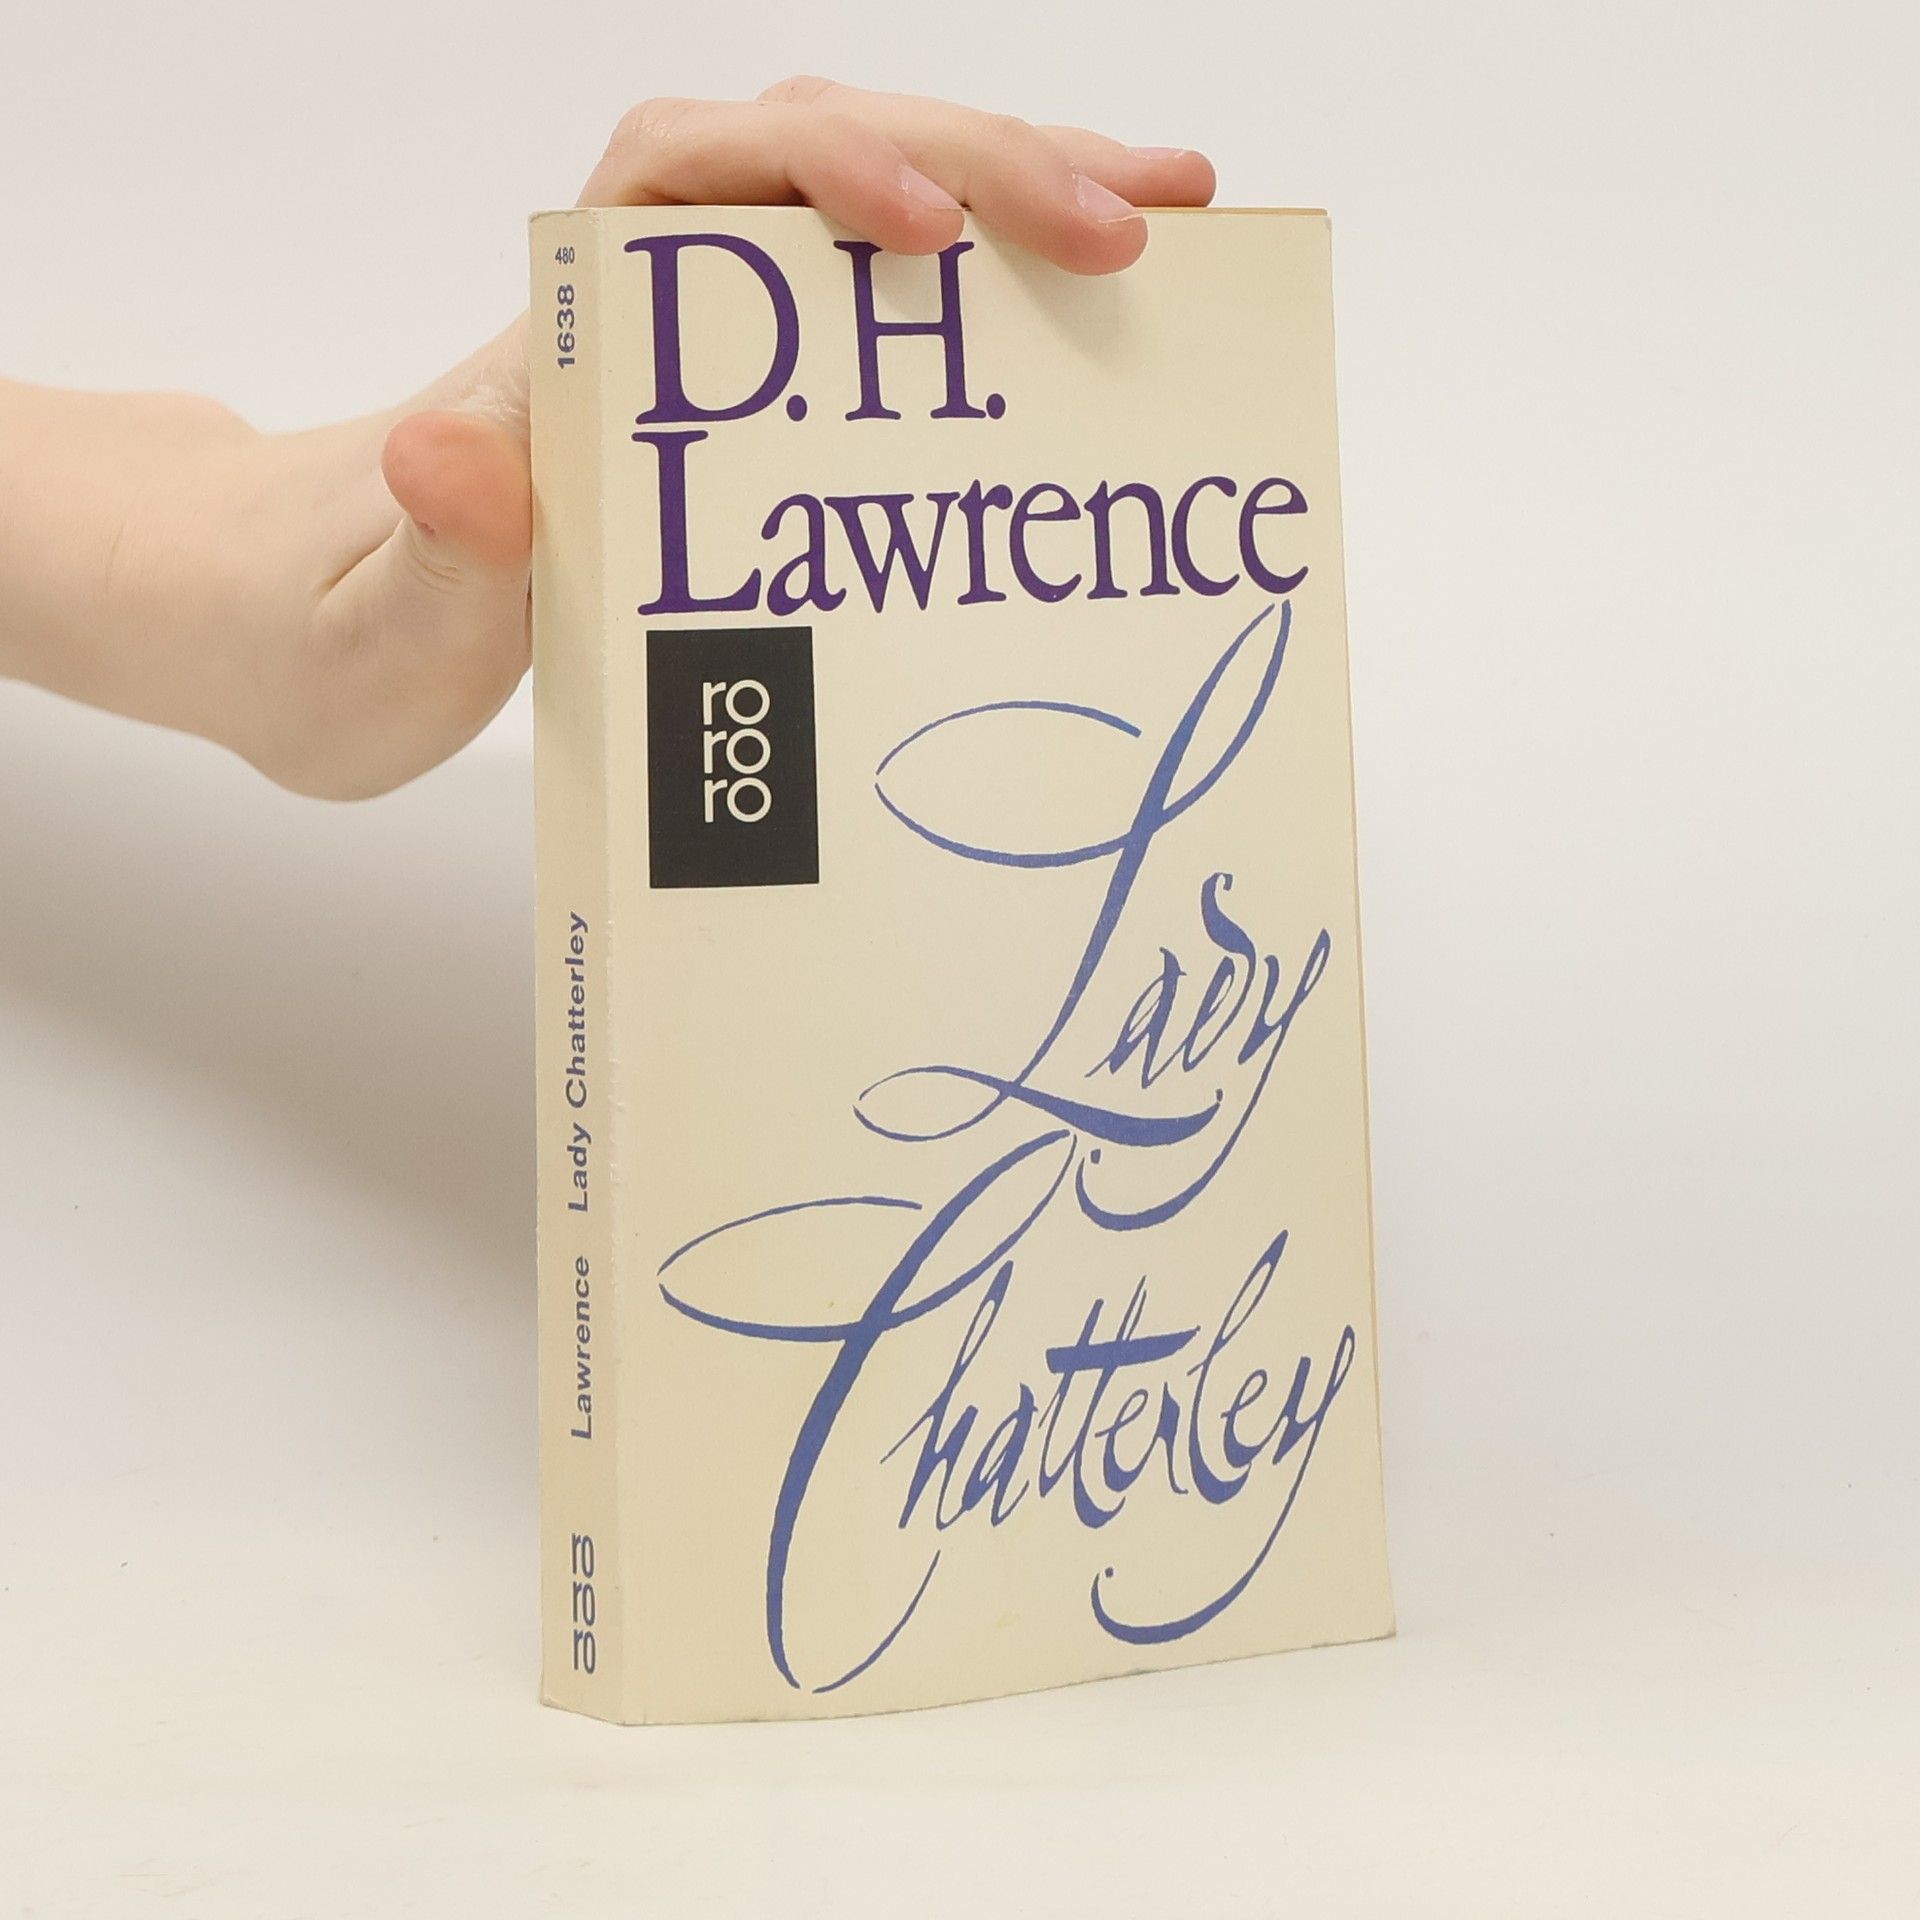 D. H.
Lawrence
ro
ro
ro
Lady
Chatterley
480
1638
Lawrence Lady Chatterley
ro
ro
ro